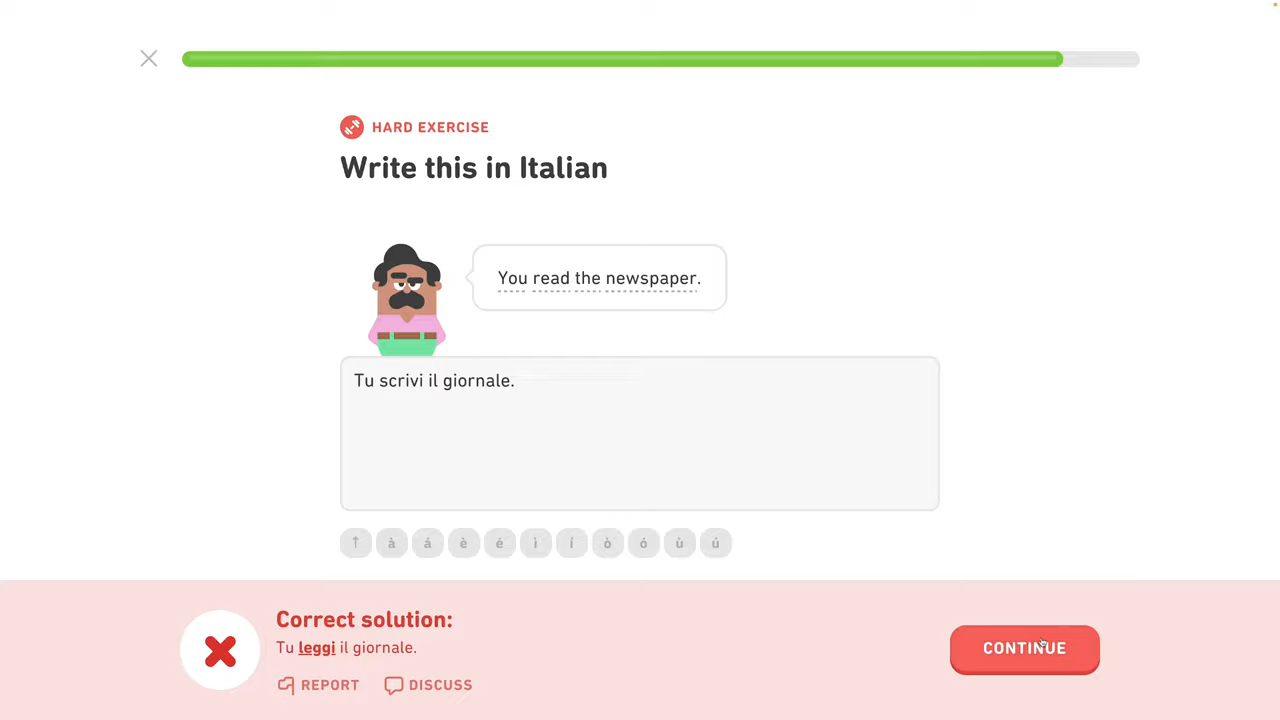 HARD EXERCISE
Write this in Italian
You read the newspaper.
Tu scrivi il giornale.
↑ à á è é ì í ò ó ù ú
Correct solution:
Tu leggi il giornale.
REPORT DISCUSS
CONTINUE